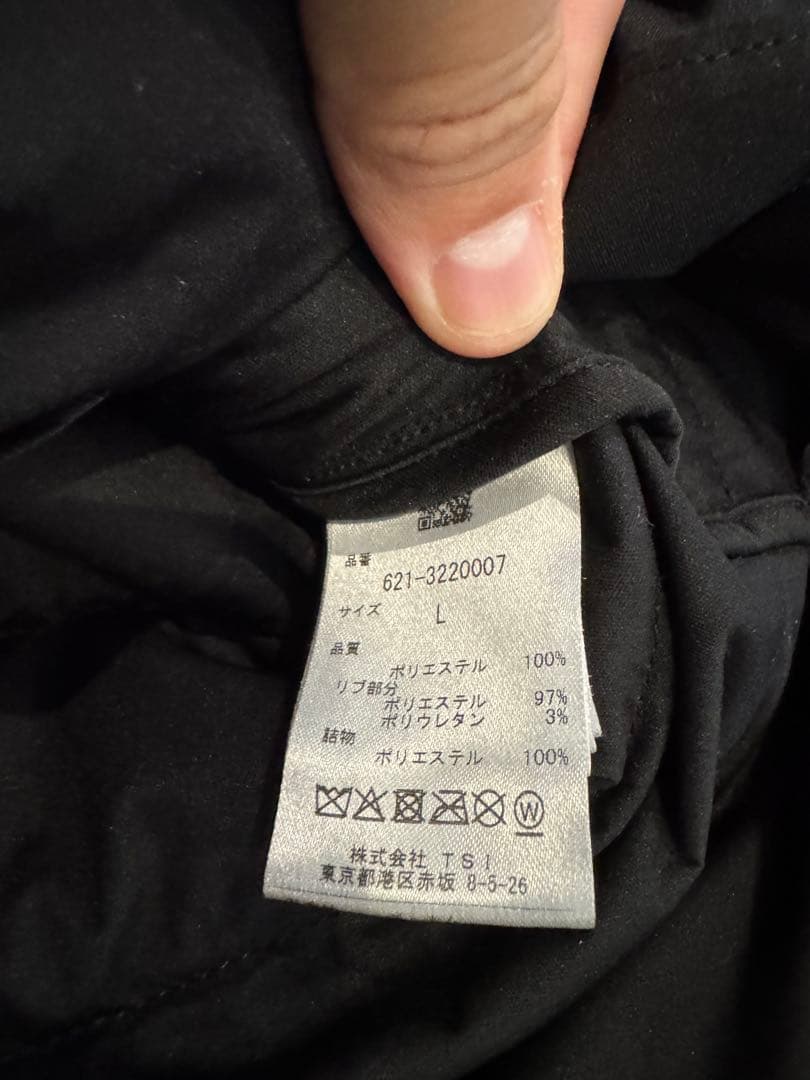 品番
621-3220007
サイズ L
品質
ポリエステル 100%
リブ部分
ポリエステル 97%
ポリウレタン 3%
詰物
ポリエステル 100%
W
株式会社 TSI
東京都港区赤坂 8-5-26